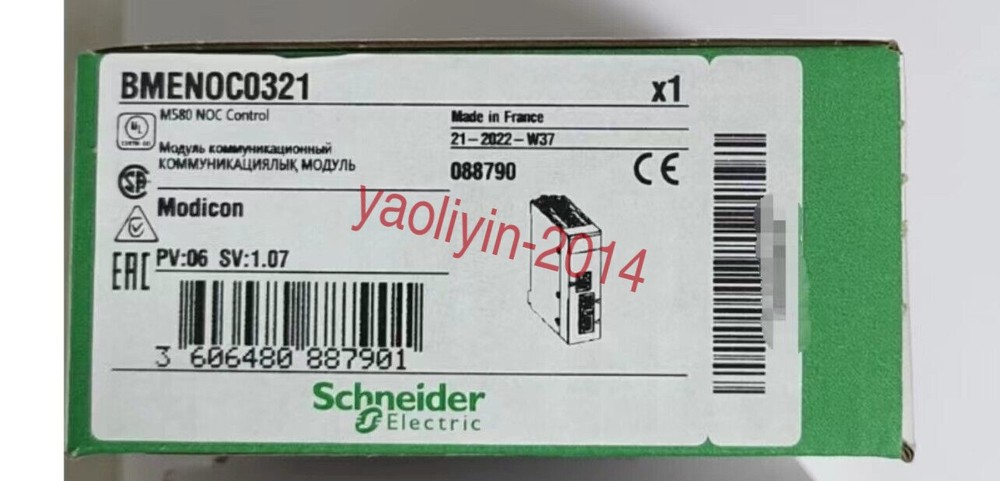 BMENOC0321 x1
M580 NOC Control
Made in France
21-2022-W37
Модуль коммуникационный
КОММУНИКАЦИЯЛЫҚ МОДУЛЬ
088790
CE
Modicon
PV:06 SV:1.07
EAC
3 606480 887901
Schneider
Electric
yaoliyin-2014